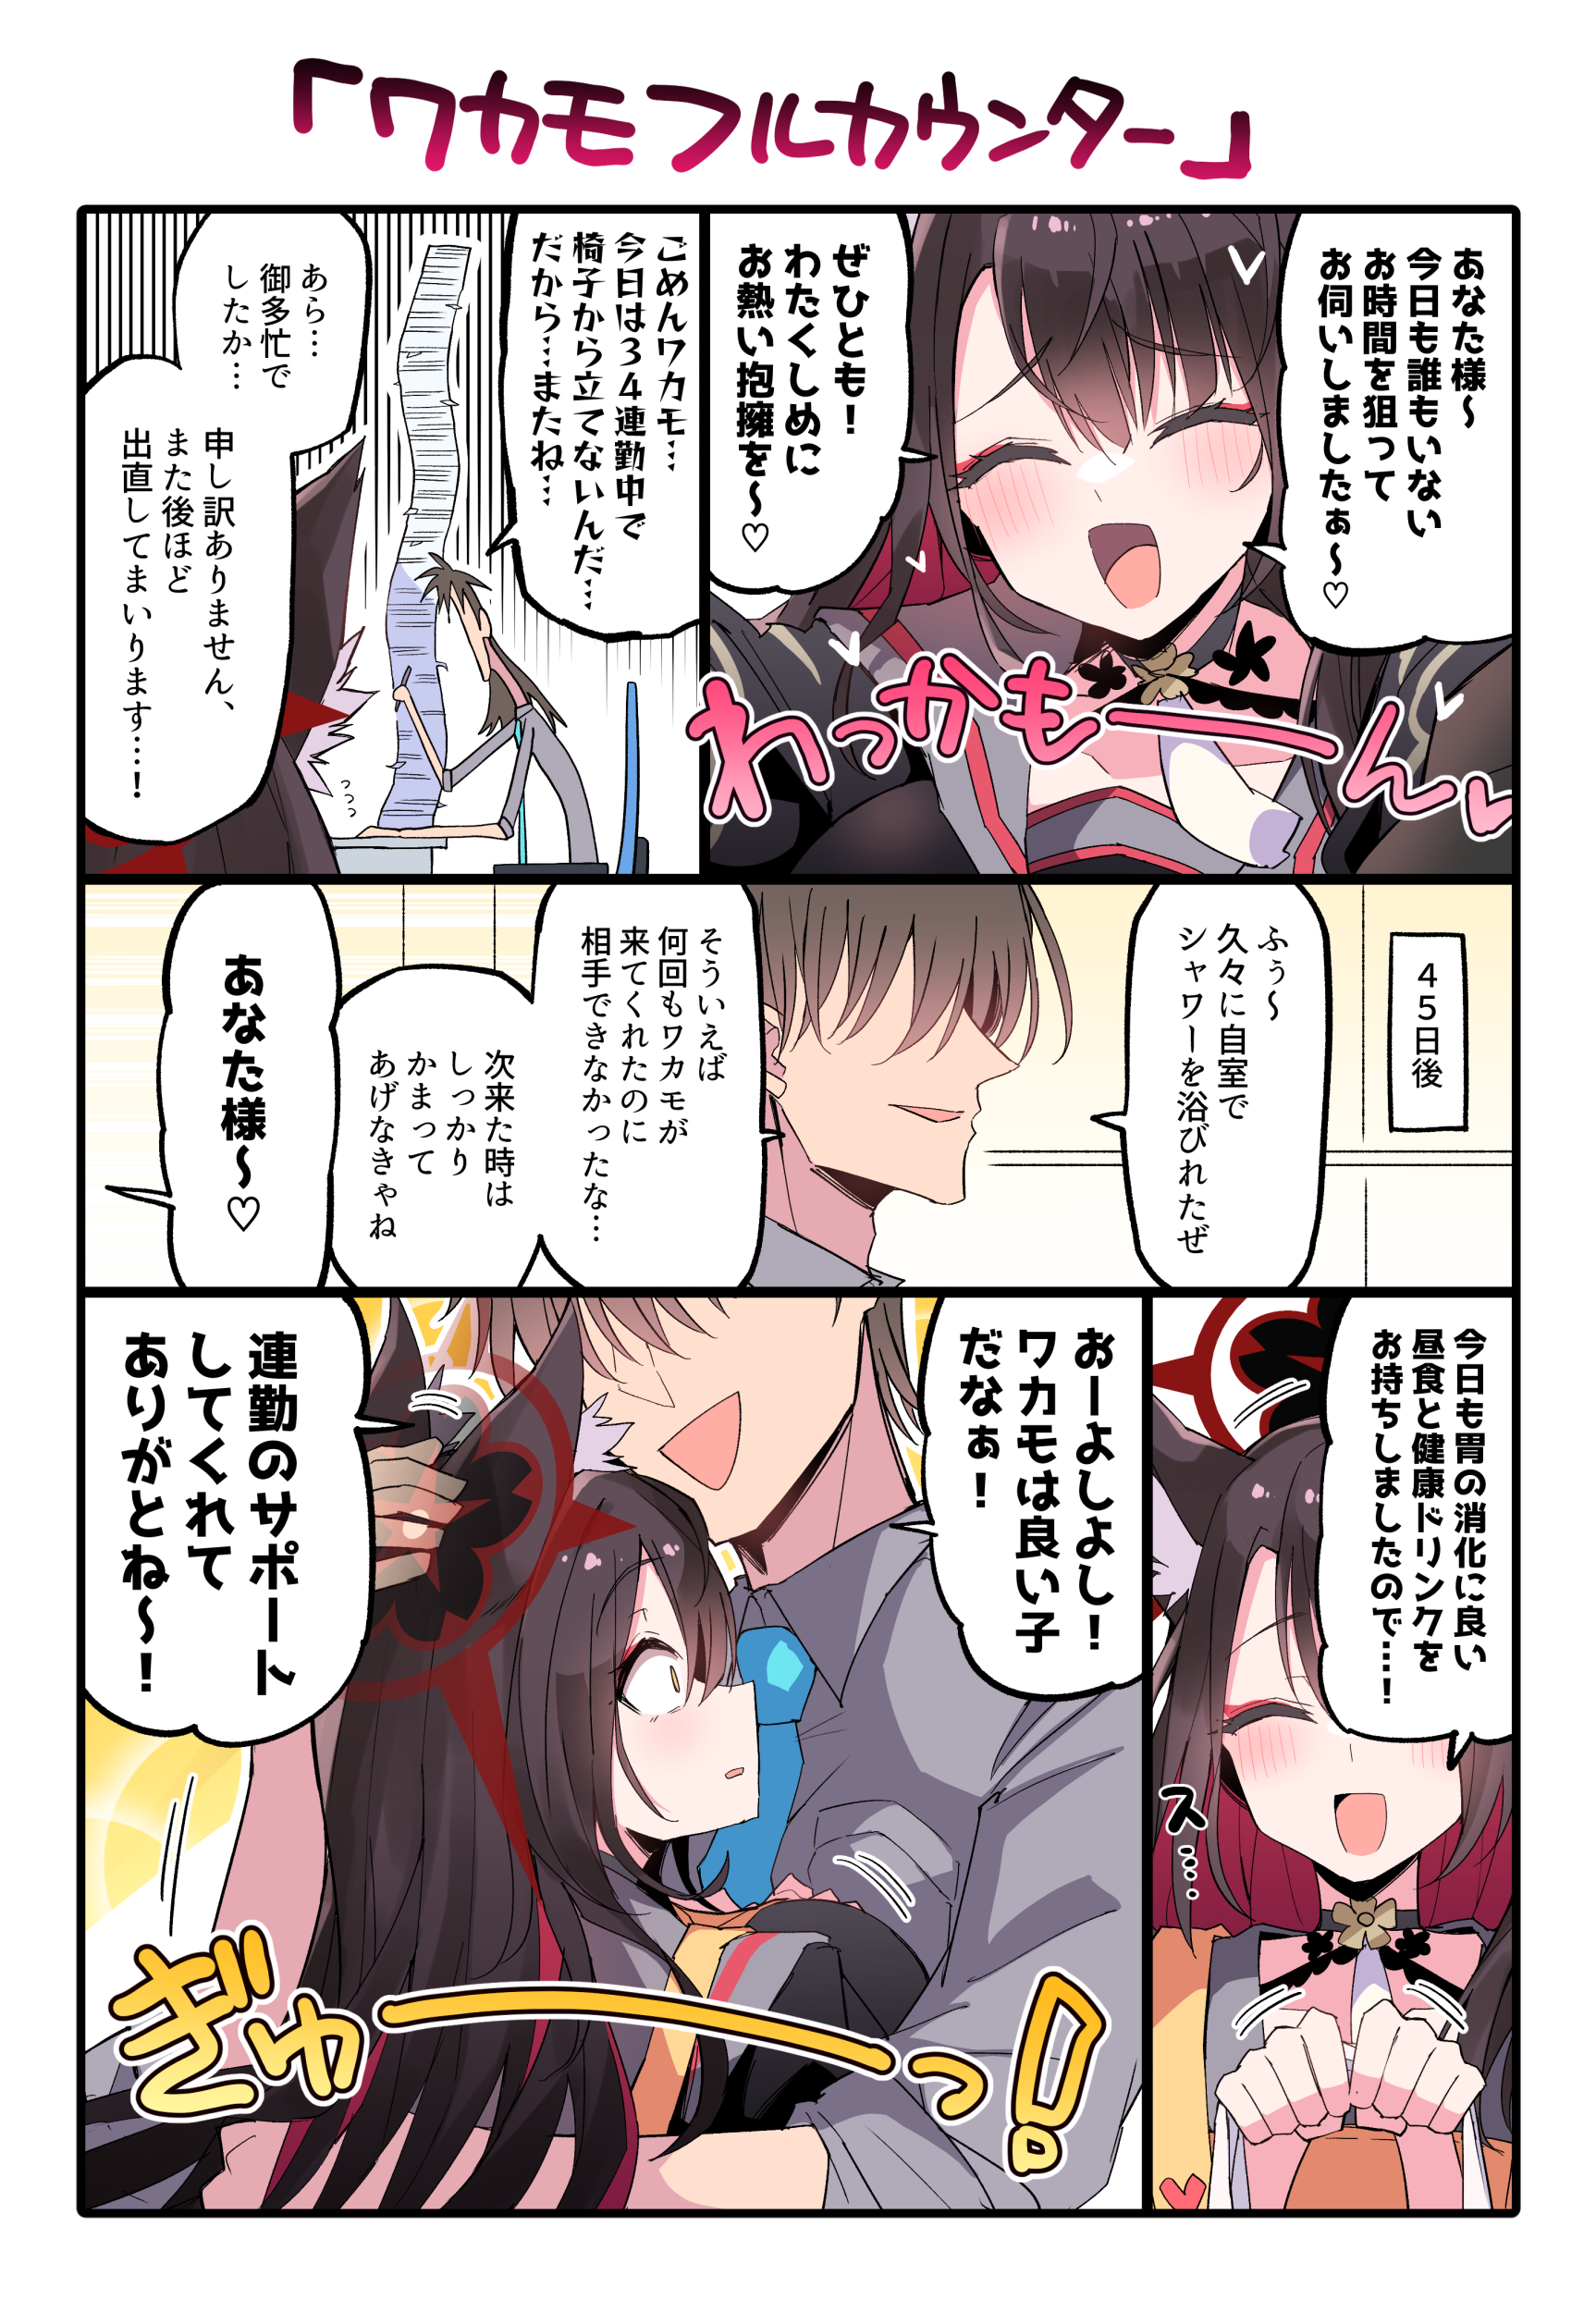 「ワカモフルカウンター」
あなた様～
今日も誰もいない
お時間を狙って
お伺いしましたぁ～♡
ぜひとも！
わたくしめに
お熱い抱擁を～♡
わっかもーん♥
ごめんワカモ…
今日は34連勤中で
椅子から立てないんだ…
だから…またね…
あら…
御多忙で
したか…
申し訳ありません、
また後ほど
出直してまいります…！
っっっ
45日後
ふぅ～
久々に自室で
シャワーを浴びれたぜ
そういえば
何回もワカモが
来てくれたのに
相手できなかったな…
次来た時は
しっかり
かまって
あげなきゃね
あなた様～♡
今日も胃の消化に良い
昼食と健康ドリンクを
お持ちしましたので…！
ス…
おーよしよし！
ワカモは良い子
だなぁ！
連勤のサポート
してくれて
ありがとね～！
ぎゅーっ！